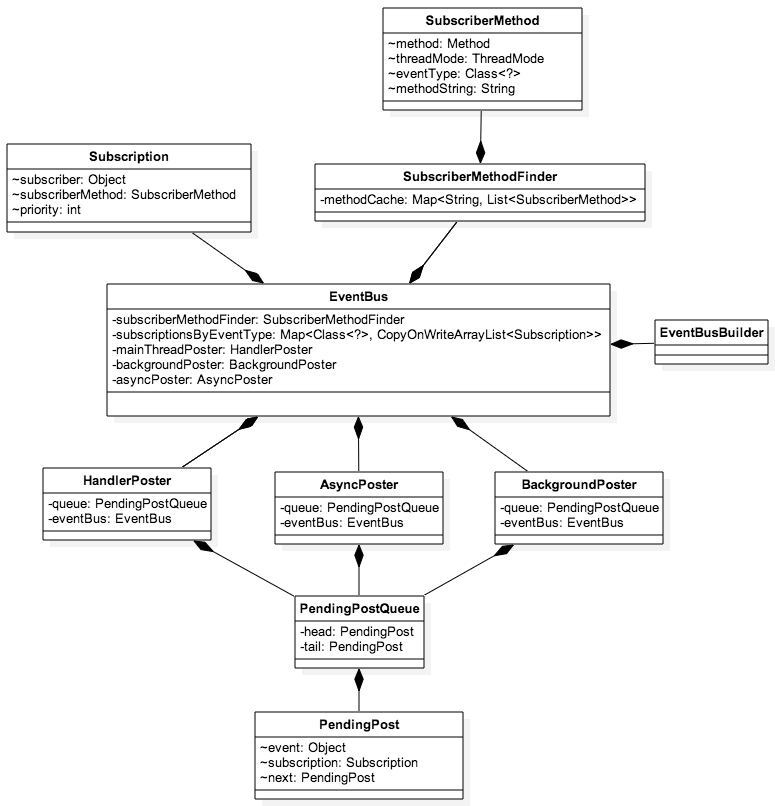 SubscriberMethod
~method: Method
~threadMode: ThreadMode
~eventType: Class<?>
~methodString: String
Subscription
~subscriber: Object
~subscriberMethod: SubscriberMethod
~priority: int
SubscriberMethodFinder
-methodCache: Map<String, List<SubscriberMethod>>
EventBus
-subscriberMethodFinder: SubscriberMethodFinder
-subscriptionsByEventType: Map<Class<?>, CopyOnWriteArrayList<Subscription>>
-mainThreadPoster: HandlerPoster
-backgroundPoster: BackgroundPoster
-asyncPoster: AsyncPoster
EventBusBuilder
HandlerPoster
-queue: PendingPostQueue
-eventBus: EventBus
AsyncPoster
-queue: PendingPostQueue
-eventBus: EventBus
BackgroundPoster
-queue: PendingPostQueue
-eventBus: EventBus
PendingPostQueue
-head: PendingPost
-tail: PendingPost
PendingPost
~event: Object
~subscription: Subscription
~next: PendingPost